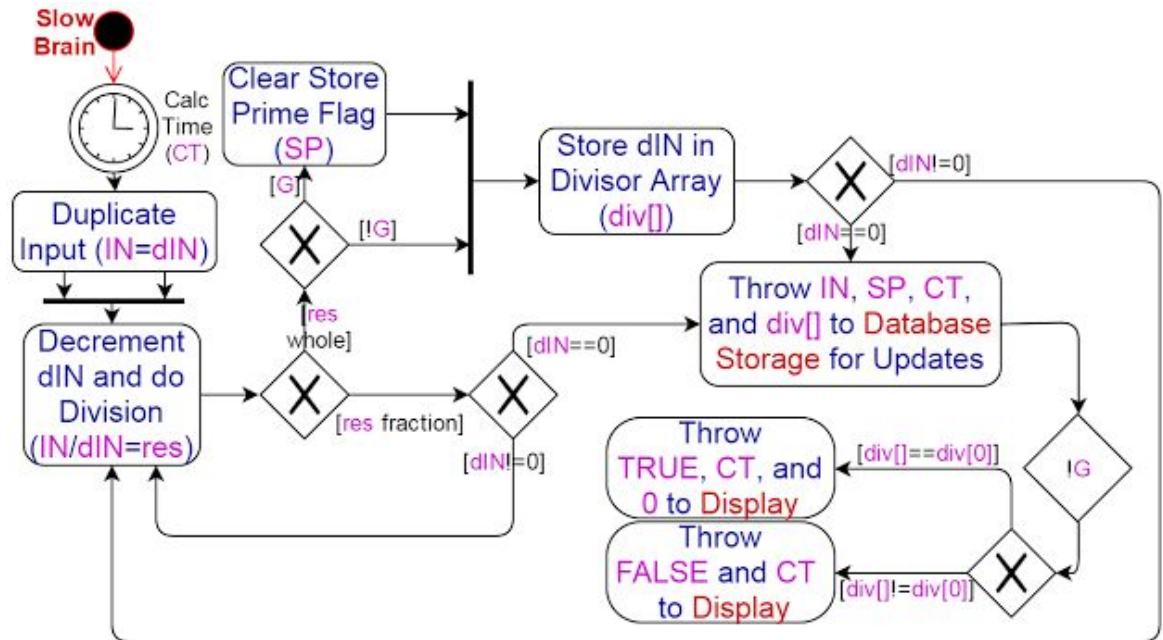 Slow
Brain
Calc
Time
(CT)
Duplicate
Input (IN=dIN)
Decrement
dIN and do
Division
(IN/dIN=res)
Clear Store
Prime Flag
(SP)
[G]
[!G]
[res
whole]
[res fraction]
[dIN==0]
[dIN!=0]
Store dIN in
Divisor Array
(div[])
[dIN!=0]
[dIN==0]
Throw IN, SP, CT,
and div[] to Database
Storage for Updates
!G
[div[]==div[0]]
Throw
TRUE, CT, and
0 to Display
[div[]!=div[0]]
Throw
FALSE and CT
to Display